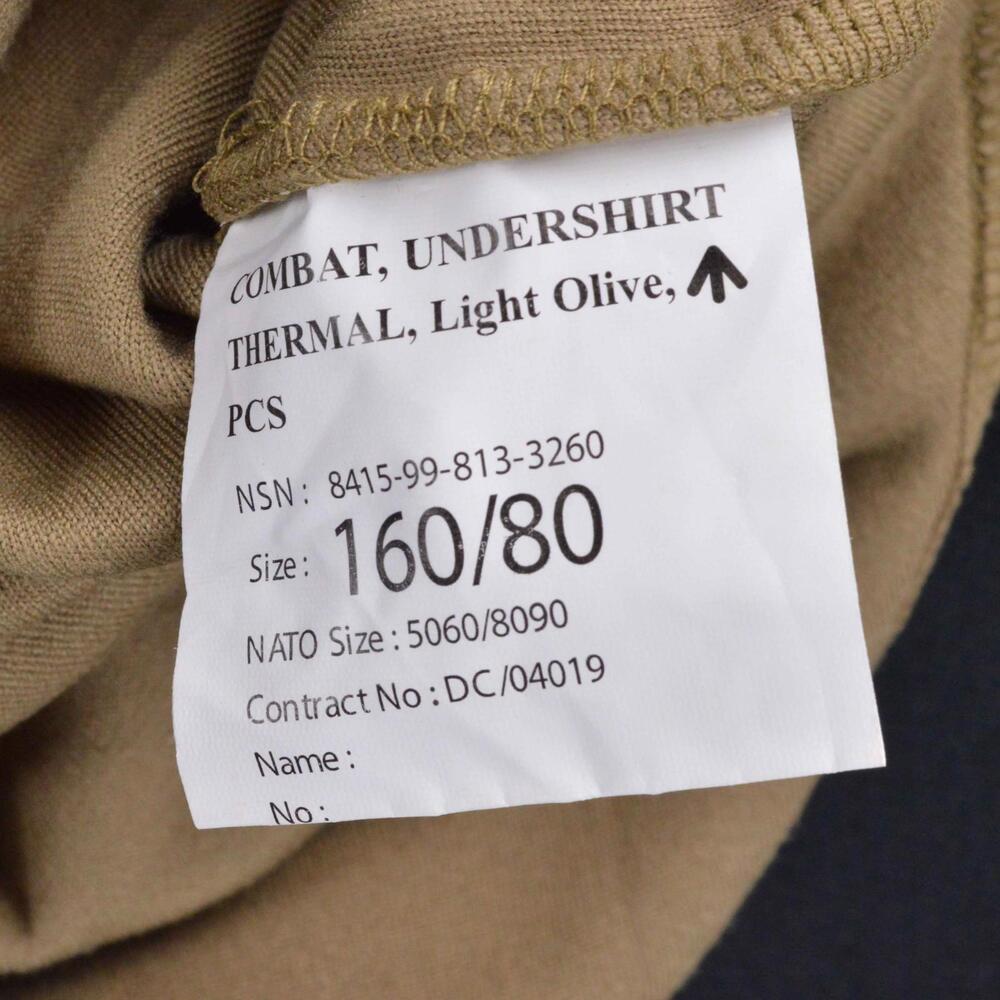 COMBAT, UNDERSHIRT
THERMAL, Light Olive,
PCS
NSN: 8415-99-813-3260
Size: 160/80
NATO Size: 5060/8090
Contract No: DC/04019
Name:
No: